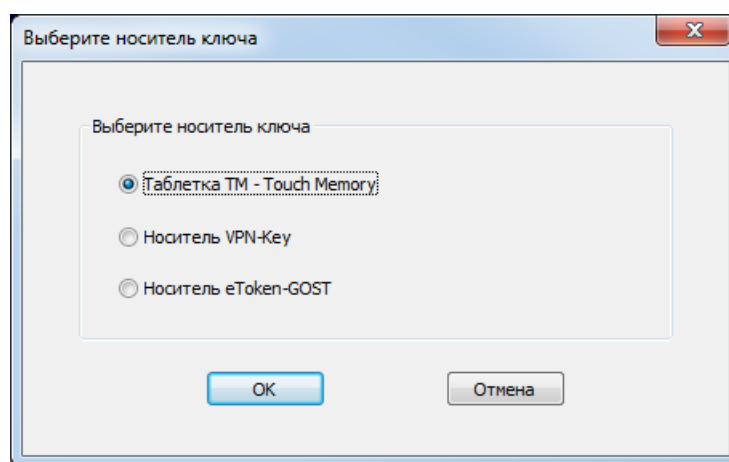 Выберите носитель ключа
Выберите носитель ключа
Таблетка ТМ - Touch Memory
Носитель VPN-Key
Носитель eToken-GOST
OK
Отмена